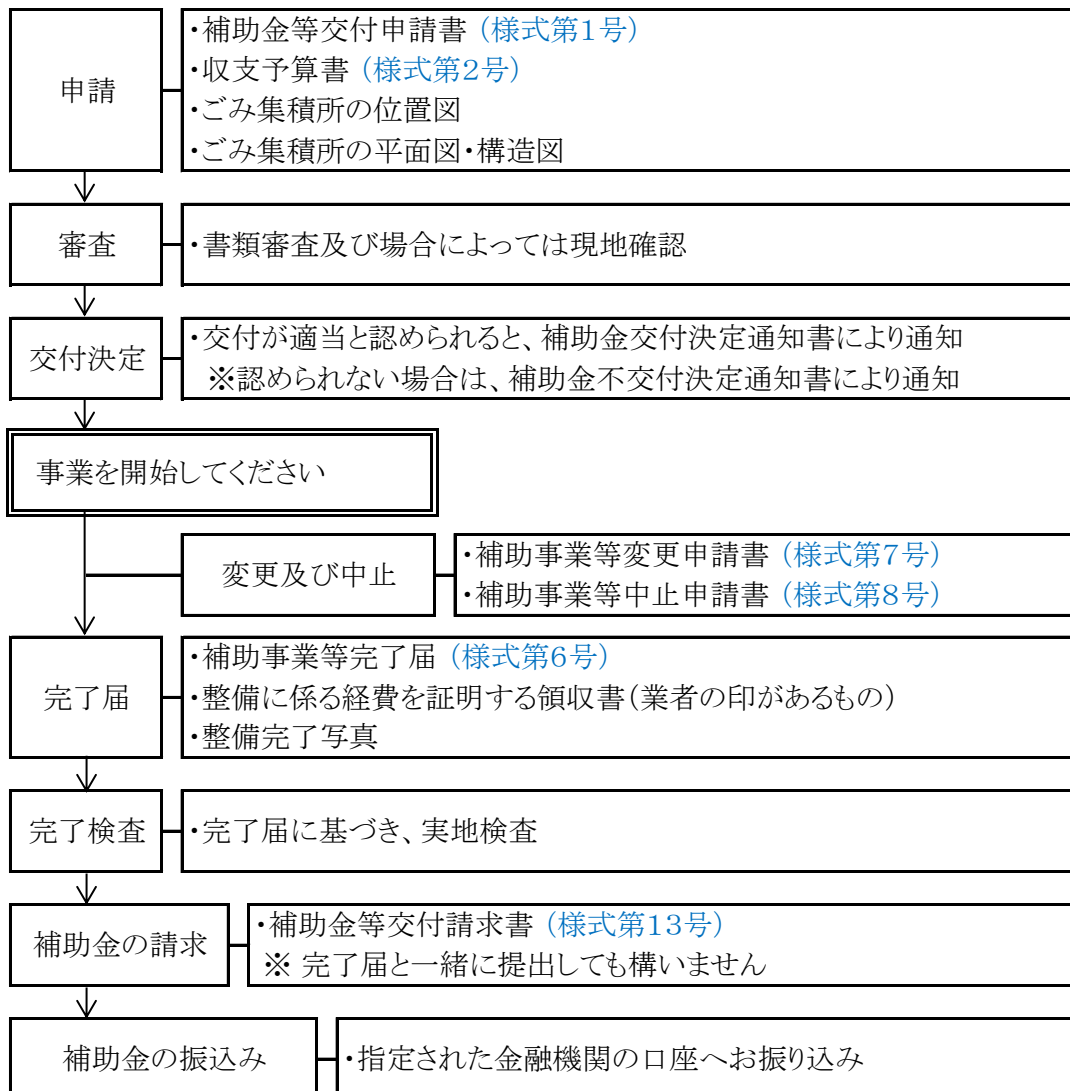 申請
・補助金等交付申請書（様式第1号）
・収支予算書（様式第2号）
・ごみ集積所の位置図
・ごみ集積所の平面図・構造図
審査
・書類審査及び場合によっては現地確認
交付決定
・交付が適当と認められると、補助金交付決定通知書により通知
※認められない場合は、補助金不交付決定通知書により通知
事業を開始してください
変更及び中止
・補助事業等変更申請書（様式第7号）
・補助事業等中止申請書（様式第8号）
完了届
・補助事業等完了届（様式第6号）
・整備に係る経費を証明する領収書（業者の印があるもの）
・整備完了写真
完了検査
・完了届に基づき、実地検査
補助金の請求
・補助金等交付請求書（様式第13号）
※ 完了届と一緒に提出しても構いません
補助金の振込み
・指定された金融機関の口座へお振り込み